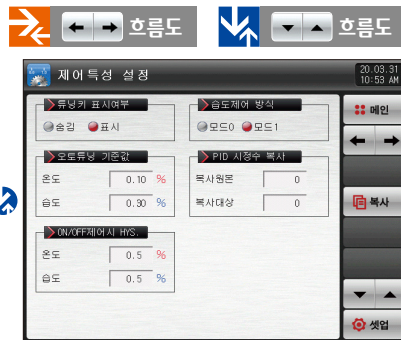 흐름도 흐름도
제어특성 설정 20.03.31 10:53 AM
튜닝키 표시여부 습도제어 방식
숨김 표시 모드0 모드1
메인
오토튜닝 기준값 PID 시정수 복사
온도 0.10 % 복사원본 0
습도 0.30 % 복사대상 0
복사
ON/OFF제어시 HYS.
온도 0.5 %
습도 0.5 %
셋업